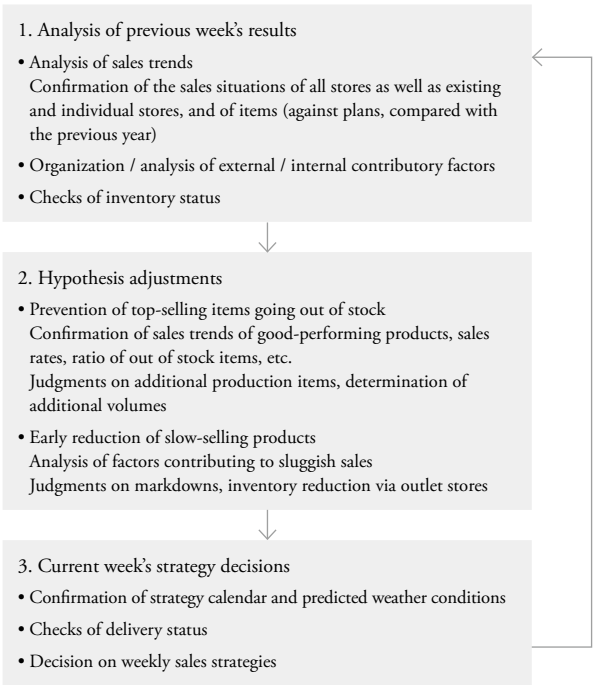 1. Analysis of previous week's results
• Analysis of sales trends
Confirmation of the sales situations of all stores as well as existing
and individual stores, and of items (against plans, compared with
the previous year)
• Organization / analysis of external / internal contributory factors
• Checks of inventory status
2. Hypothesis adjustments
• Prevention of top-selling items going out of stock
Confirmation of sales trends of good-performing products, sales
rates, ratio of out of stock items, etc.
Judgments on additional production items, determination of
additional volumes
• Early reduction of slow-selling products
Analysis of factors contributing to sluggish sales
Judgments on markdowns, inventory reduction via outlet stores
3. Current week's strategy decisions
• Confirmation of strategy calendar and predicted weather conditions
• Checks of delivery status
• Decision on weekly sales strategies